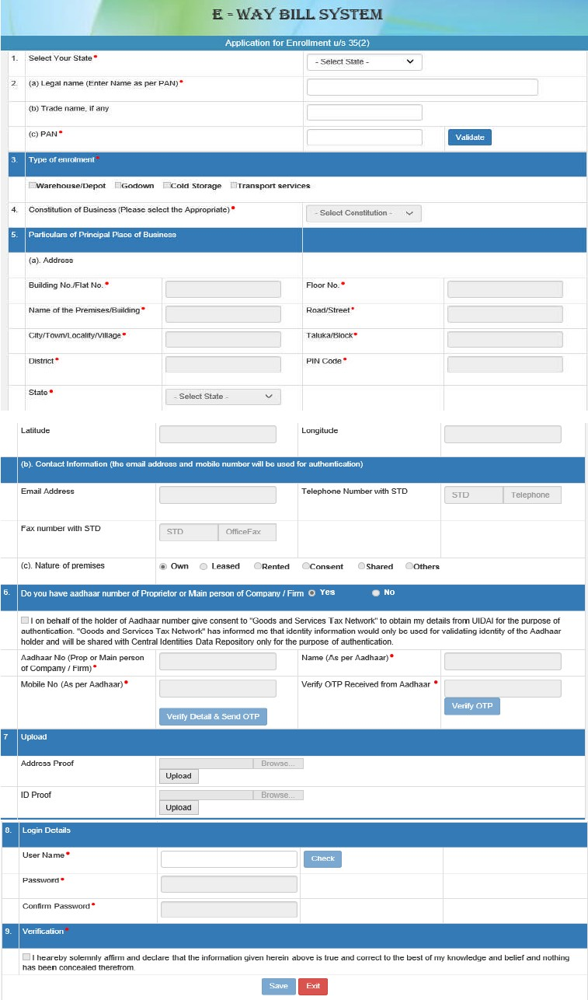 E - WAY BILL SYSTEM
Application for Enrollment u/s 35(2)
1. Select Your State* - Select State -
2. (a) Legal name (Enter Name as per PAN)*
(b) Trade name, if any
(c) PAN* Validate
3. Type of enrolment*
Warehouse/Depot Godown Cold Storage Transport services
4. Constitution of Business (Please select the Appropriate)* - Select Constitution -
5. Particulars of Principal Place of Business
(a). Address
Building No./Flat No.* Floor No.*
Name of the Premises/Building* Road/Street*
City/Town/Locality/Village* Taluka/Block*
District* PIN Code*
State* - Select State -
Latitude Longitude
(b). Contact Information (the email address and mobile number will be used for authentication)
Email Address Telephone Number with STD STD Telephone
Fax number with STD STD OfficeFax
(c). Nature of premises Own Leased Rented Consent Shared Others
6. Do you have aadhaar number of Proprietor or Main person of Company / Firm Yes No
I on behalf of the holder of Aadhaar number give consent to "Goods and Services Tax Network" to obtain my details from UIDAI for the purpose of
authentication. "Goods and Services Tax Network" has informed me that identity information would only be used for validating identity of the Aadhaar
holder and will be shared with Central Identities Data Repository only for the purpose of authentication.
Aadhaar No (Prop or Main person Name (As per Aadhaar)*
of Company / Firm)*
Mobile No (As per Aadhaar)* Verify OTP Received from Aadhaar *
Verify Detail & Send OTP Verify OTP
7 Upload
Address Proof Browse...
Upload
ID Proof Browse...
Upload
8. Login Details
User Name* Check
Password*
Confirm Password*
9. Verification*
I heareby solemnly affirm and declare that the information given herein above is true and correct to the best of my knowledge and belief and nothing
has been concealed therefrom.
Save Exit